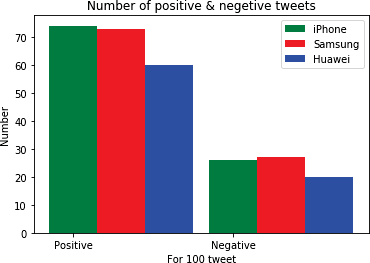 Number of positive & negetive tweets
iPhone
Samsung
Huawei
Number
70
60
50
40
30
20
10
0
Positive
Negative
For 100 tweet